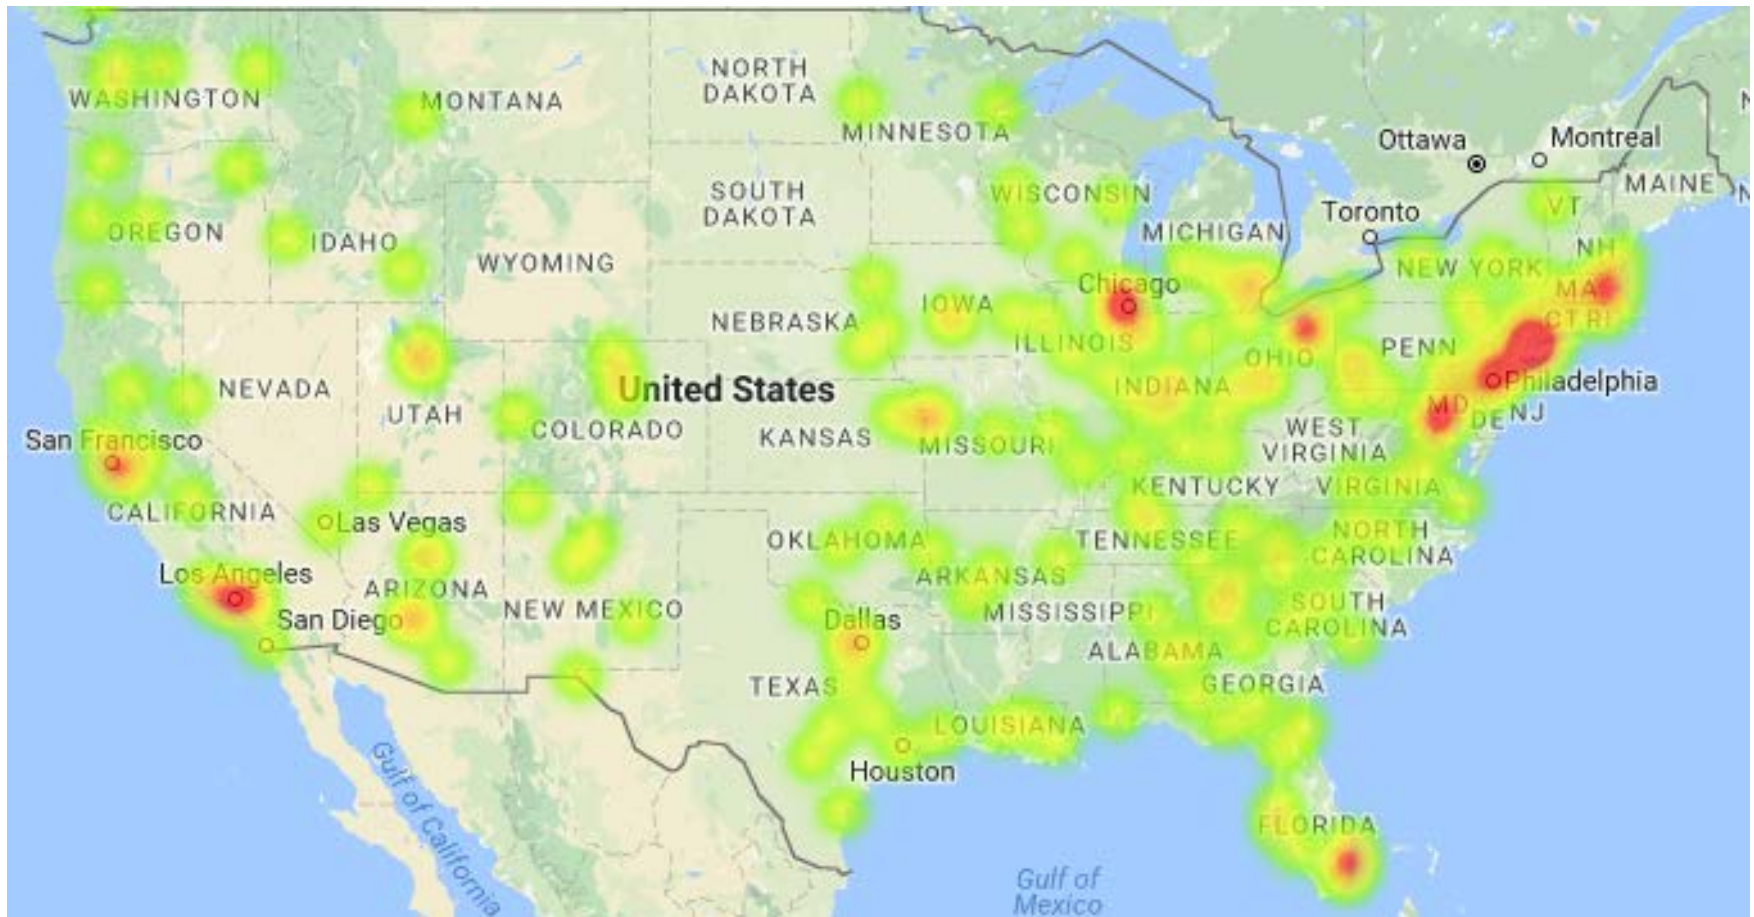 NORTH
DAKOTA
WASHINGTON
MONTANA
MINNESOTA
Ottawa
Montreal
SOUTH
DAKOTA
WISCONSIN
MAINE
VT
Toronto
OREGON
IDAHO
MICHIGAN
WYOMING
NH
NEW YORK
Chicago
MA
IOWA
CT RI
NEBRASKA
ILLINOIS
OHIO
PENN
NEVADA
United States
INDIANA
Philadelphia
UTAH
MD
DE
NJ
San Francisco
COLORADO
KANSAS
MISSOURI
WEST
VIRGINIA
CALIFORNIA
KENTUCKY
VIRGINIA
Las Vegas
OKLAHOMA
TENNESSEE
NORTH
CAROLINA
Los Angeles
ARIZONA
ARKANSAS
NEW MEXICO
San Diego
Dallas
MISSISSIPPI
SOUTH
CAROLINA
ALABAMA
TEXAS
GEORGIA
LOUISIANA
Houston
Gulf of California
FLORIDA
Gulf of
Mexico